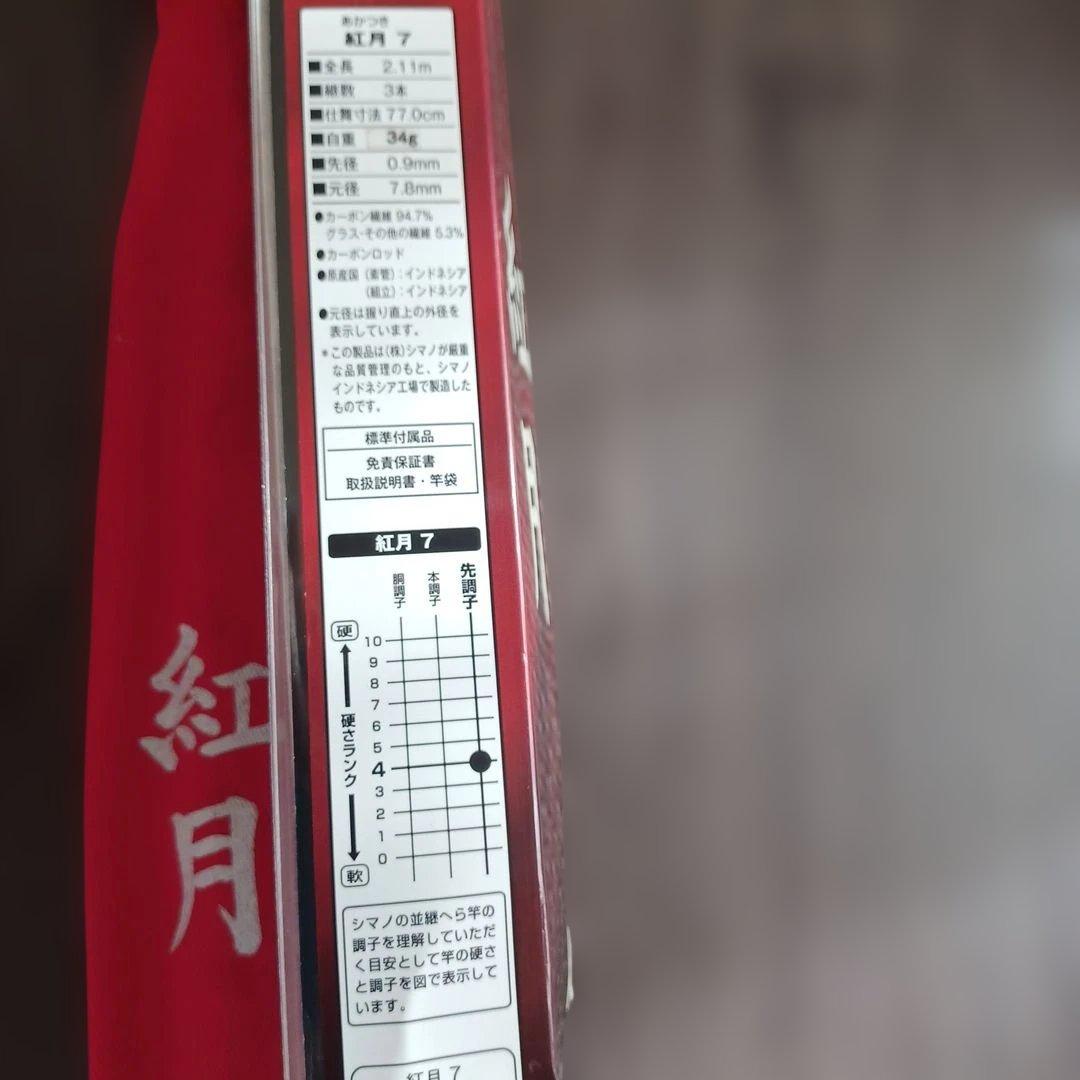 あかつき
紅月 7
■全長 2.11m
■継数 3本
■仕舞寸法 77.0cm
■自重 34g
■先径 0.9mm
■元径 7.8mm
●カーボン繊維 94.7%
グラス・その他の繊維 5.3%
●カーボンロッド
●原産国（素管）：インドネシア
（組立）：インドネシア
●元径は握り直上の外径を
表示しています。
＊この製品は（株）シマノが厳重
な品質管理のもと、シマノ
インドネシア工場で製造した
ものです。
標準付属品
免責保証書
取扱説明書・竿袋
紅月 7
胴調子 本調子 先調子
硬
10
9
8
7
6
5
4
3
2
1
0
硬さランク
軟
シマノの並継へら竿の
調子を理解していただ
く目安として竿の硬さ
と調子を図で表示して
います。
紅月 7
紅月
紅月